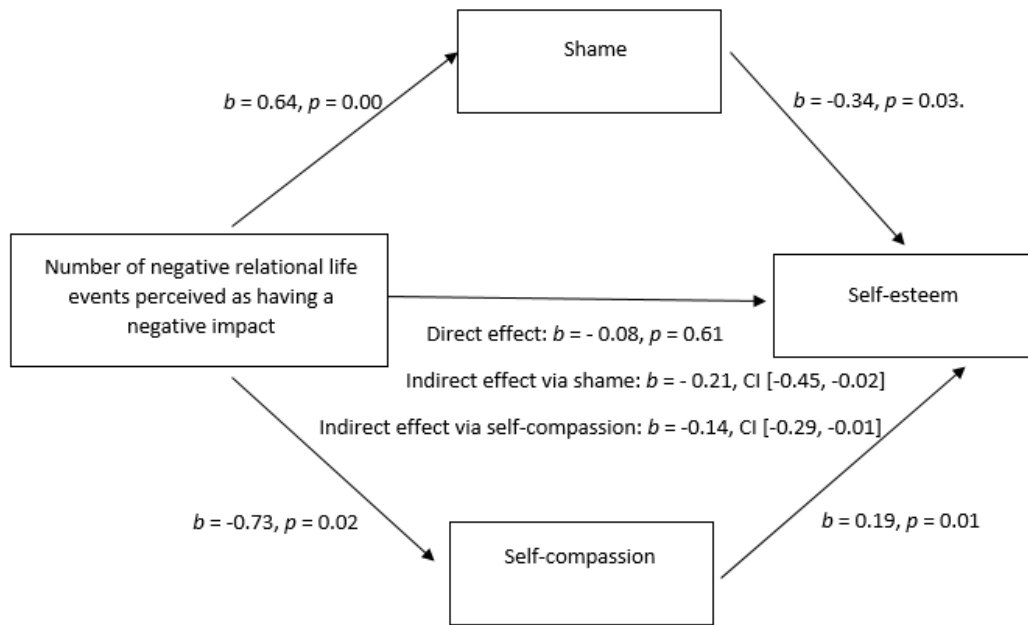 Shame
b = 0.64, p = 0.00
b = -0.34, p = 0.03.
Number of negative relational life
events perceived as having a
negative impact
Self-esteem
Direct effect: b = - 0.08, p = 0.61
Indirect effect via shame: b = - 0.21, CI [-0.45, -0.02]
Indirect effect via self-compassion: b = -0.14, CI [-0.29, -0.01]
b = -0.73, p = 0.02
b = 0.19, p = 0.01
Self-compassion